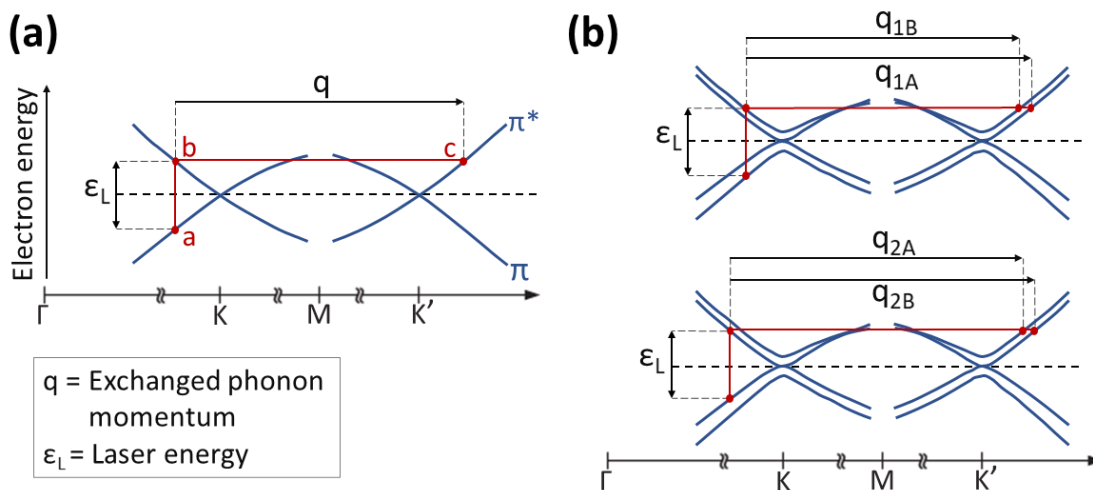 (a)
Electron energy
q
π*
b
c
εL
a
π
Γ
K
M
K′
q = Exchanged phonon
momentum
εL = Laser energy
(b)
q1B
q1A
εL
q2A
q2B
εL
Γ
K
M
K′